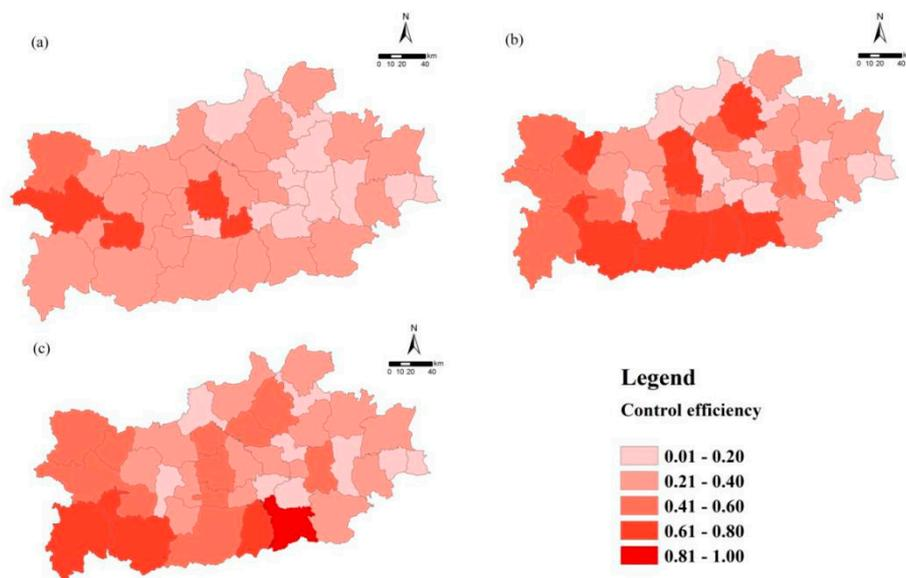 (a)
N
km
0 10 20 40
(b)
N
km
0 10 20 40
(c)
N
km
0 10 20 40
Legend
Control efficiency
0.01 - 0.20
0.21 - 0.40
0.41 - 0.60
0.61 - 0.80
0.81 - 1.00